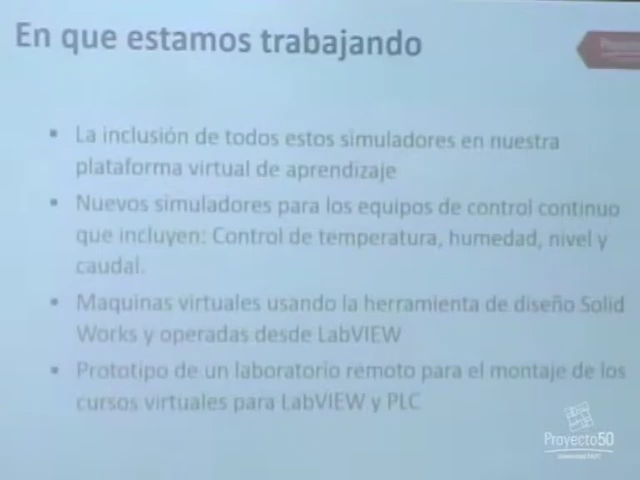 En que estamos trabajando
▪ La inclusión de todos estos simuladores en nuestra
plataforma virtual de aprendizaje
▪ Nuevos simuladores para los equipos de control continuo
que incluyen: Control de temperatura, humedad, nivel y
caudal.
▪ Maquinas virtuales usando la herramienta de diseño Solid
Works y operadas desde LabVIEW
▪ Prototipo de un laboratorio remoto para el montaje de los
cursos virtuales para LabVIEW y PLC
Proyecto50